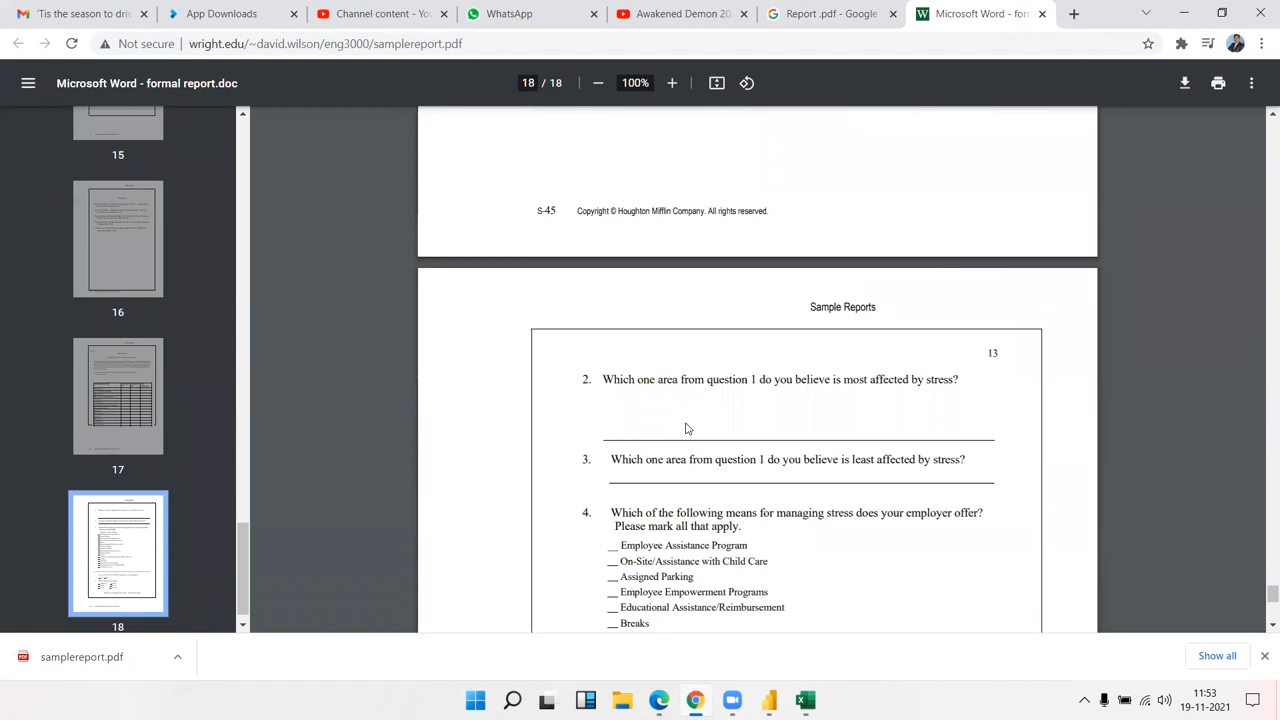 'Tis the season to driv
App Downloads
Channel content - You
WhatsApp
Awakened Demon 20
Report .pdf - Google
Microsoft Word - forn
Not secure
wright.edu/~david.wilson/eng3000/samplereport.pdf
Microsoft Word - formal report.doc
18 / 18
100%
15
16
17
18
S-45 Copyright © Houghton Mifflin Company. All rights reserved.
Sample Reports
13
2. Which one area from question 1 do you believe is most affected by stress?
3. Which one area from question 1 do you believe is least affected by stress?
4. Which of the following means for managing stress does your employer offer?
Please mark all that apply.
__ Employee Assistance Program
__ On-Site/Assistance with Child Care
__ Assigned Parking
__ Employee Empowerment Programs
__ Educational Assistance/Reimbursement
__ Breaks
samplereport.pdf
Show all
11:53
19-11-2021